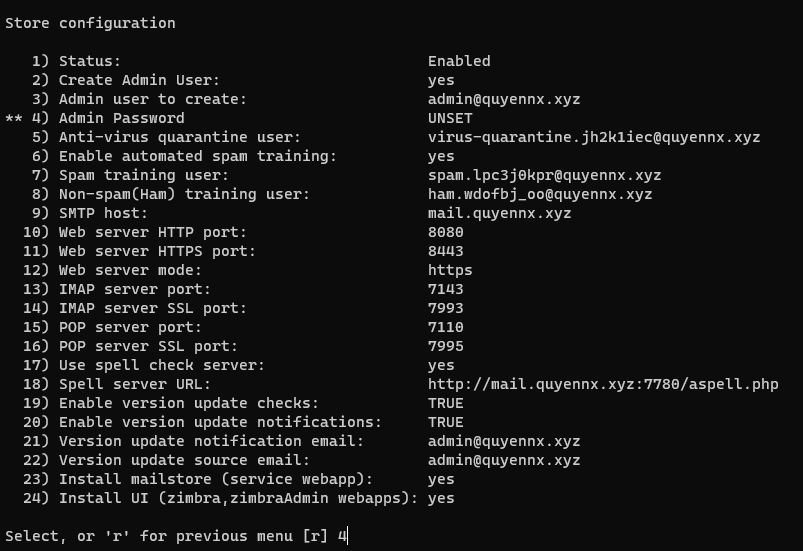 Store configuration
1) Status: Enabled
2) Create Admin User: yes
3) Admin user to create: admin@quyennx.xyz
** 4) Admin Password UNSET
5) Anti-virus quarantine user: virus-quarantine.jh2k1iec@quyennx.xyz
6) Enable automated spam training: yes
7) Spam training user: spam.lpc3j0kpr@quyennx.xyz
8) Non-spam(Ham) training user: ham.wdofbj_oo@quyennx.xyz
9) SMTP host: mail.quyennx.xyz
10) Web server HTTP port: 8080
11) Web server HTTPS port: 8443
12) Web server mode: https
13) IMAP server port: 7143
14) IMAP server SSL port: 7993
15) POP server port: 7110
16) POP server SSL port: 7995
17) Use spell check server: yes
18) Spell server URL: http://mail.quyennx.xyz:7780/aspell.php
19) Enable version update checks: TRUE
20) Enable version update notifications: TRUE
21) Version update notification email: admin@quyennx.xyz
22) Version update source email: admin@quyennx.xyz
23) Install mailstore (service webapp): yes
24) Install UI (zimbra,zimbraAdmin webapps): yes
Select, or 'r' for previous menu [r] 4